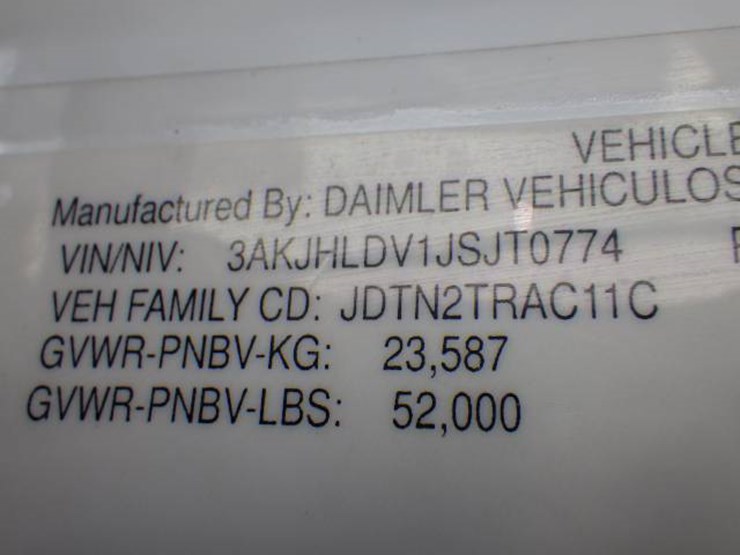 VEHICLE
Manufactured By: DAIMLER VEHICULOS
VIN/NIV: 3AKJHLDV1JSJT0774
VEH FAMILY CD: JDTN2TRAC11C
GVWR-PNBV-KG: 23,587
GVWR-PNBV-LBS: 52,000